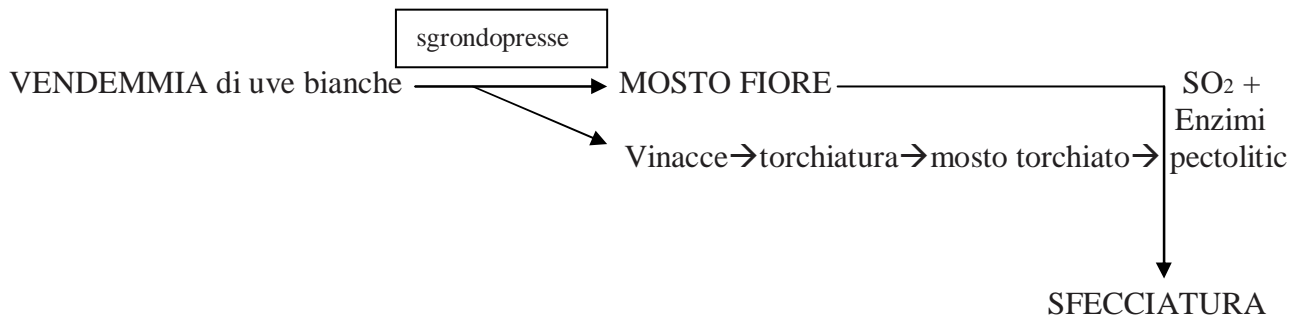 sgrondopresse
VENDEMMIA di uve bianche → MOSTO FIORE SO₂ +
Enzimi
Vinacce→torchiatura→mosto torchiato→ pectolitic
SFECCIATURA